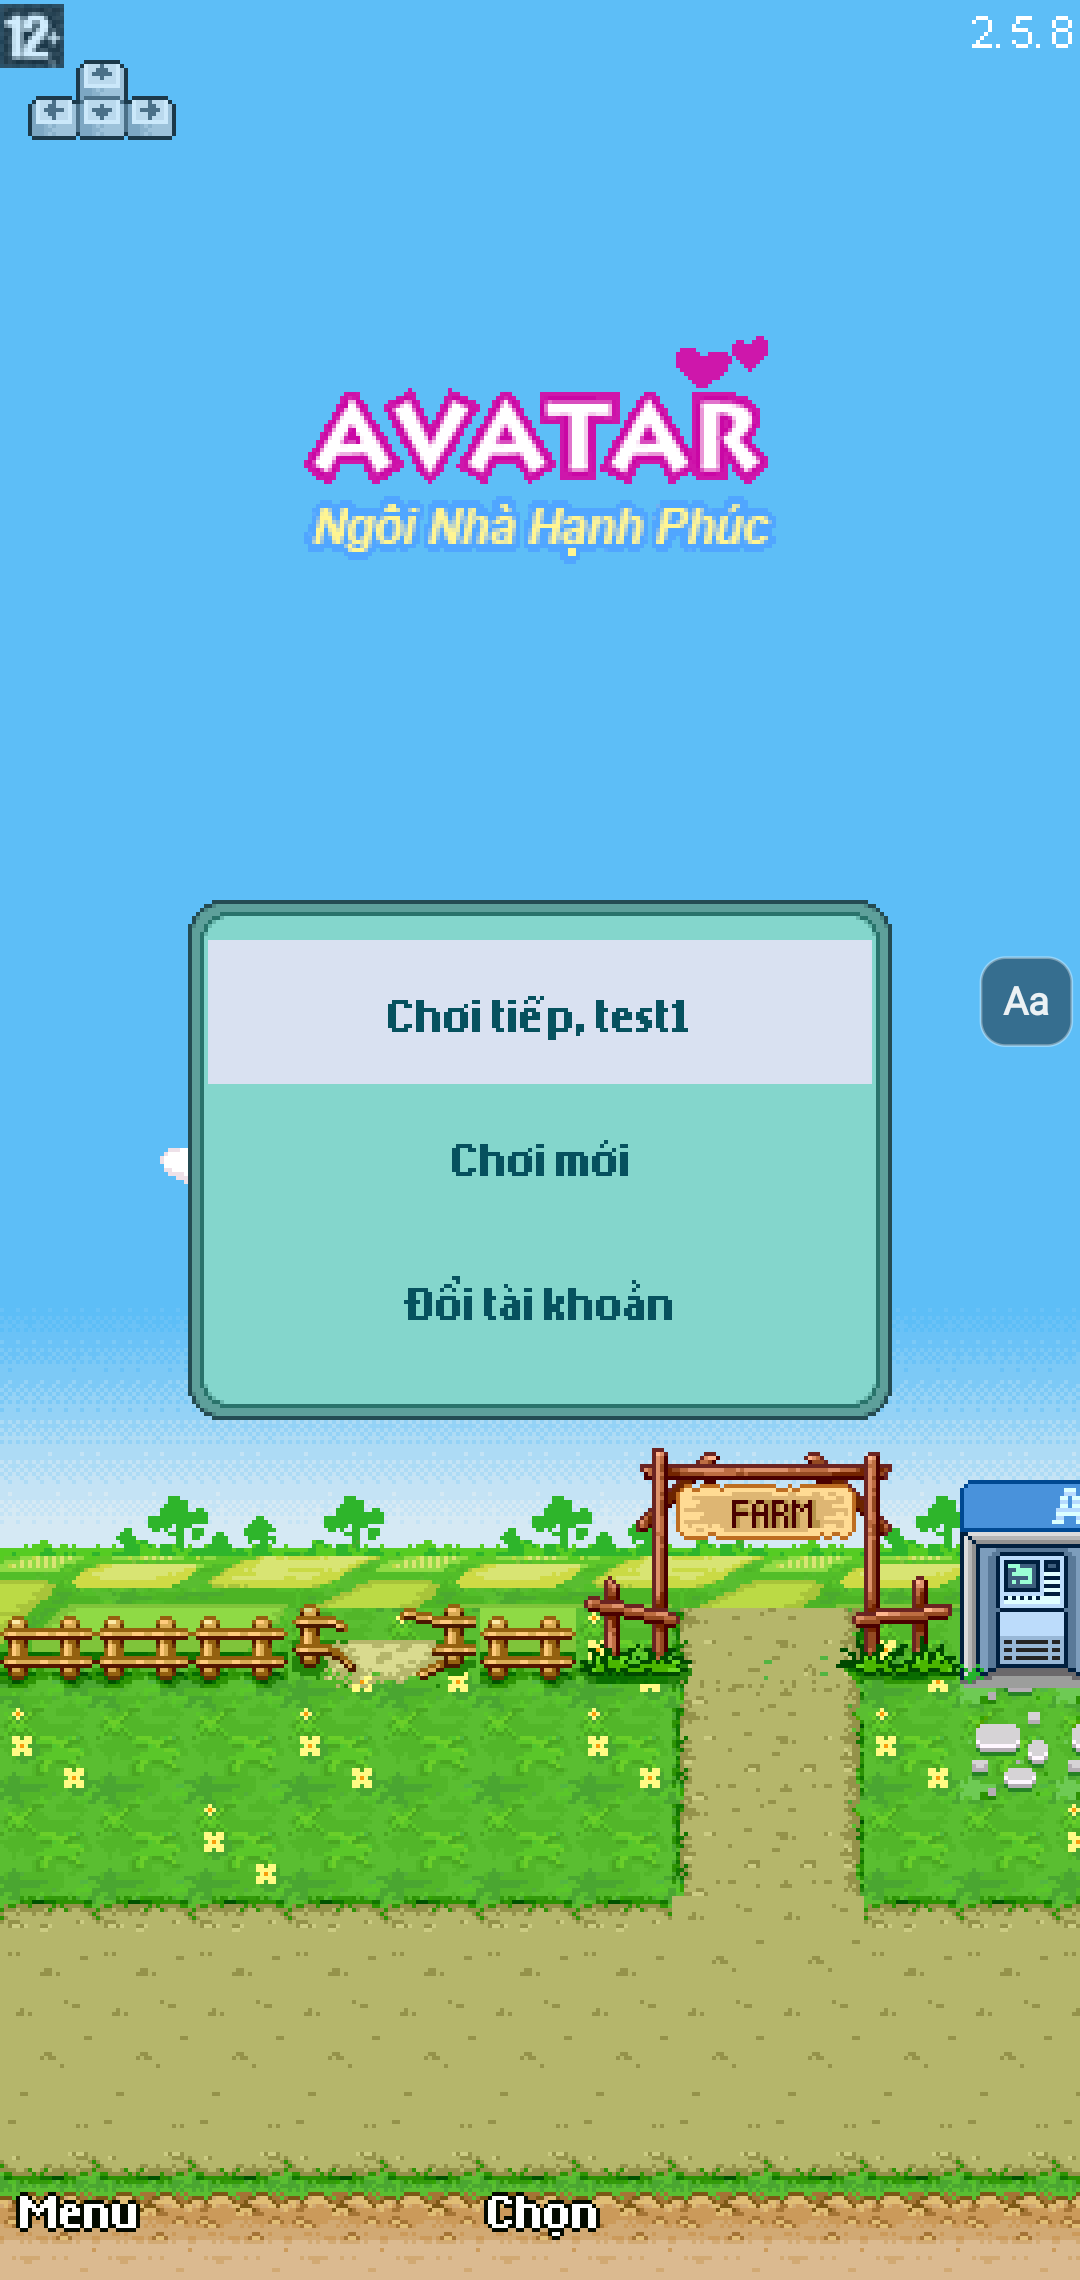 12+
2.5.8
AVATAR
Ngôi Nhà Hạnh Phúc
Chơi tiếp, test1
Aa
Chơi mới
Đổi tài khoản
FARM
Menu
Chọn